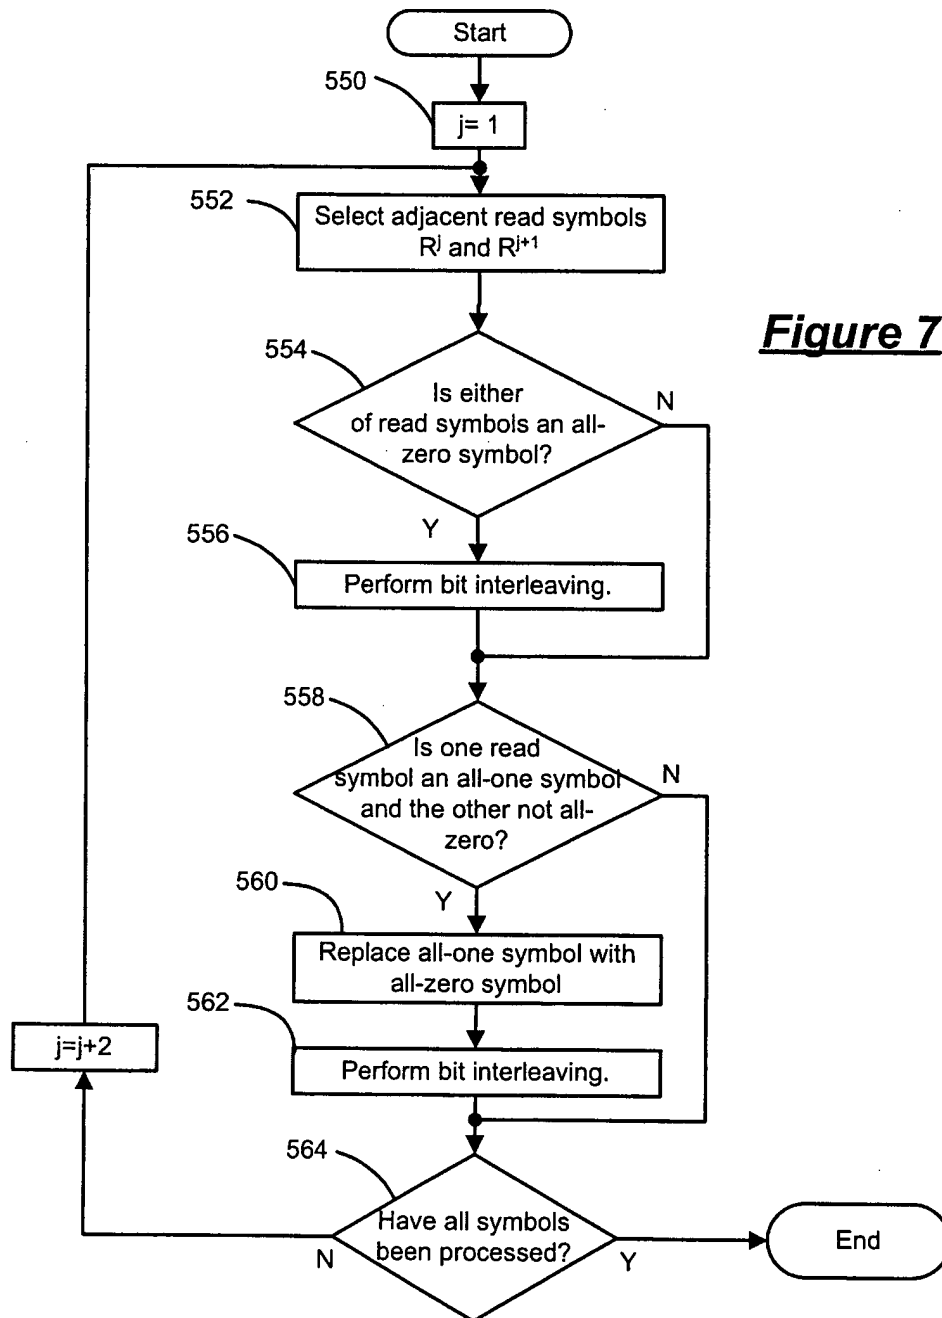 Start
550
j= 1
552
Select adjacent read symbols
R^j and R^j+1
Figure 7
554
Is either
of read symbols an all-
zero symbol?
N
Y
556
Perform bit interleaving.
558
Is one read
symbol an all-one symbol
and the other not all-
zero?
N
Y
560
Replace all-one symbol with
all-zero symbol
562
Perform bit interleaving.
j=j+2
564
Have all symbols
been processed?
N
Y
End